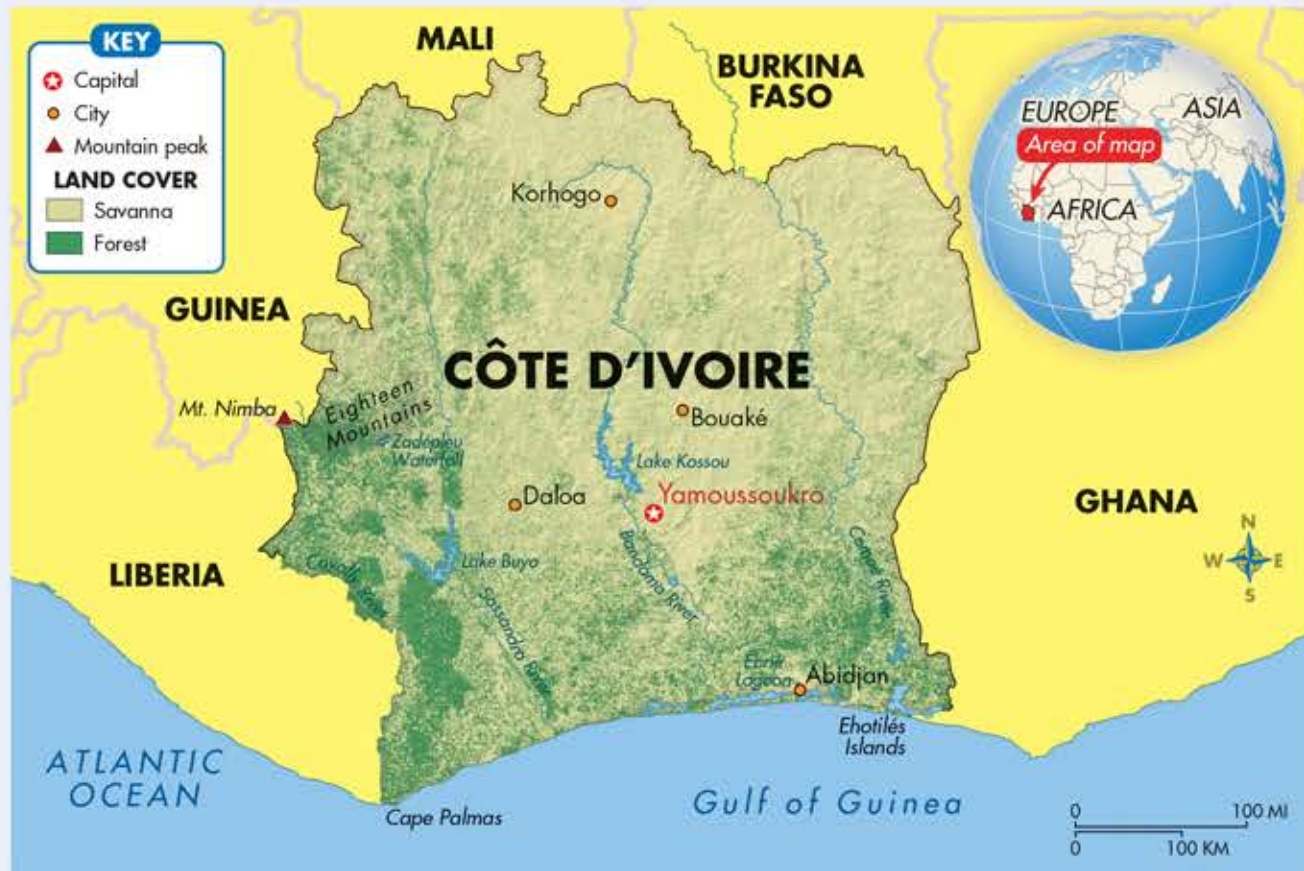 KEY
Capital
City
Mountain peak
LAND COVER
Savanna
Forest
MALI
BURKINA
FASO
EUROPE
ASIA
Area of map
AFRICA
Korhogo
GUINEA
CÔTE D'IVOIRE
Mt. Nimba
Eighteen
Mountains
Zadepleu
Waterfall
Bouaké
Lake Kossou
Daloa
Yamoussoukro
GHANA
N
W
E
S
LIBERIA
Cavally River
Lake Buyo
Sassandra River
Bandama River
Comoé River
Ebrié
Lagoon
Abidjan
Ehotilés
Islands
ATLANTIC
OCEAN
Cape Palmas
Gulf of Guinea
0
100 MI
0
100 KM